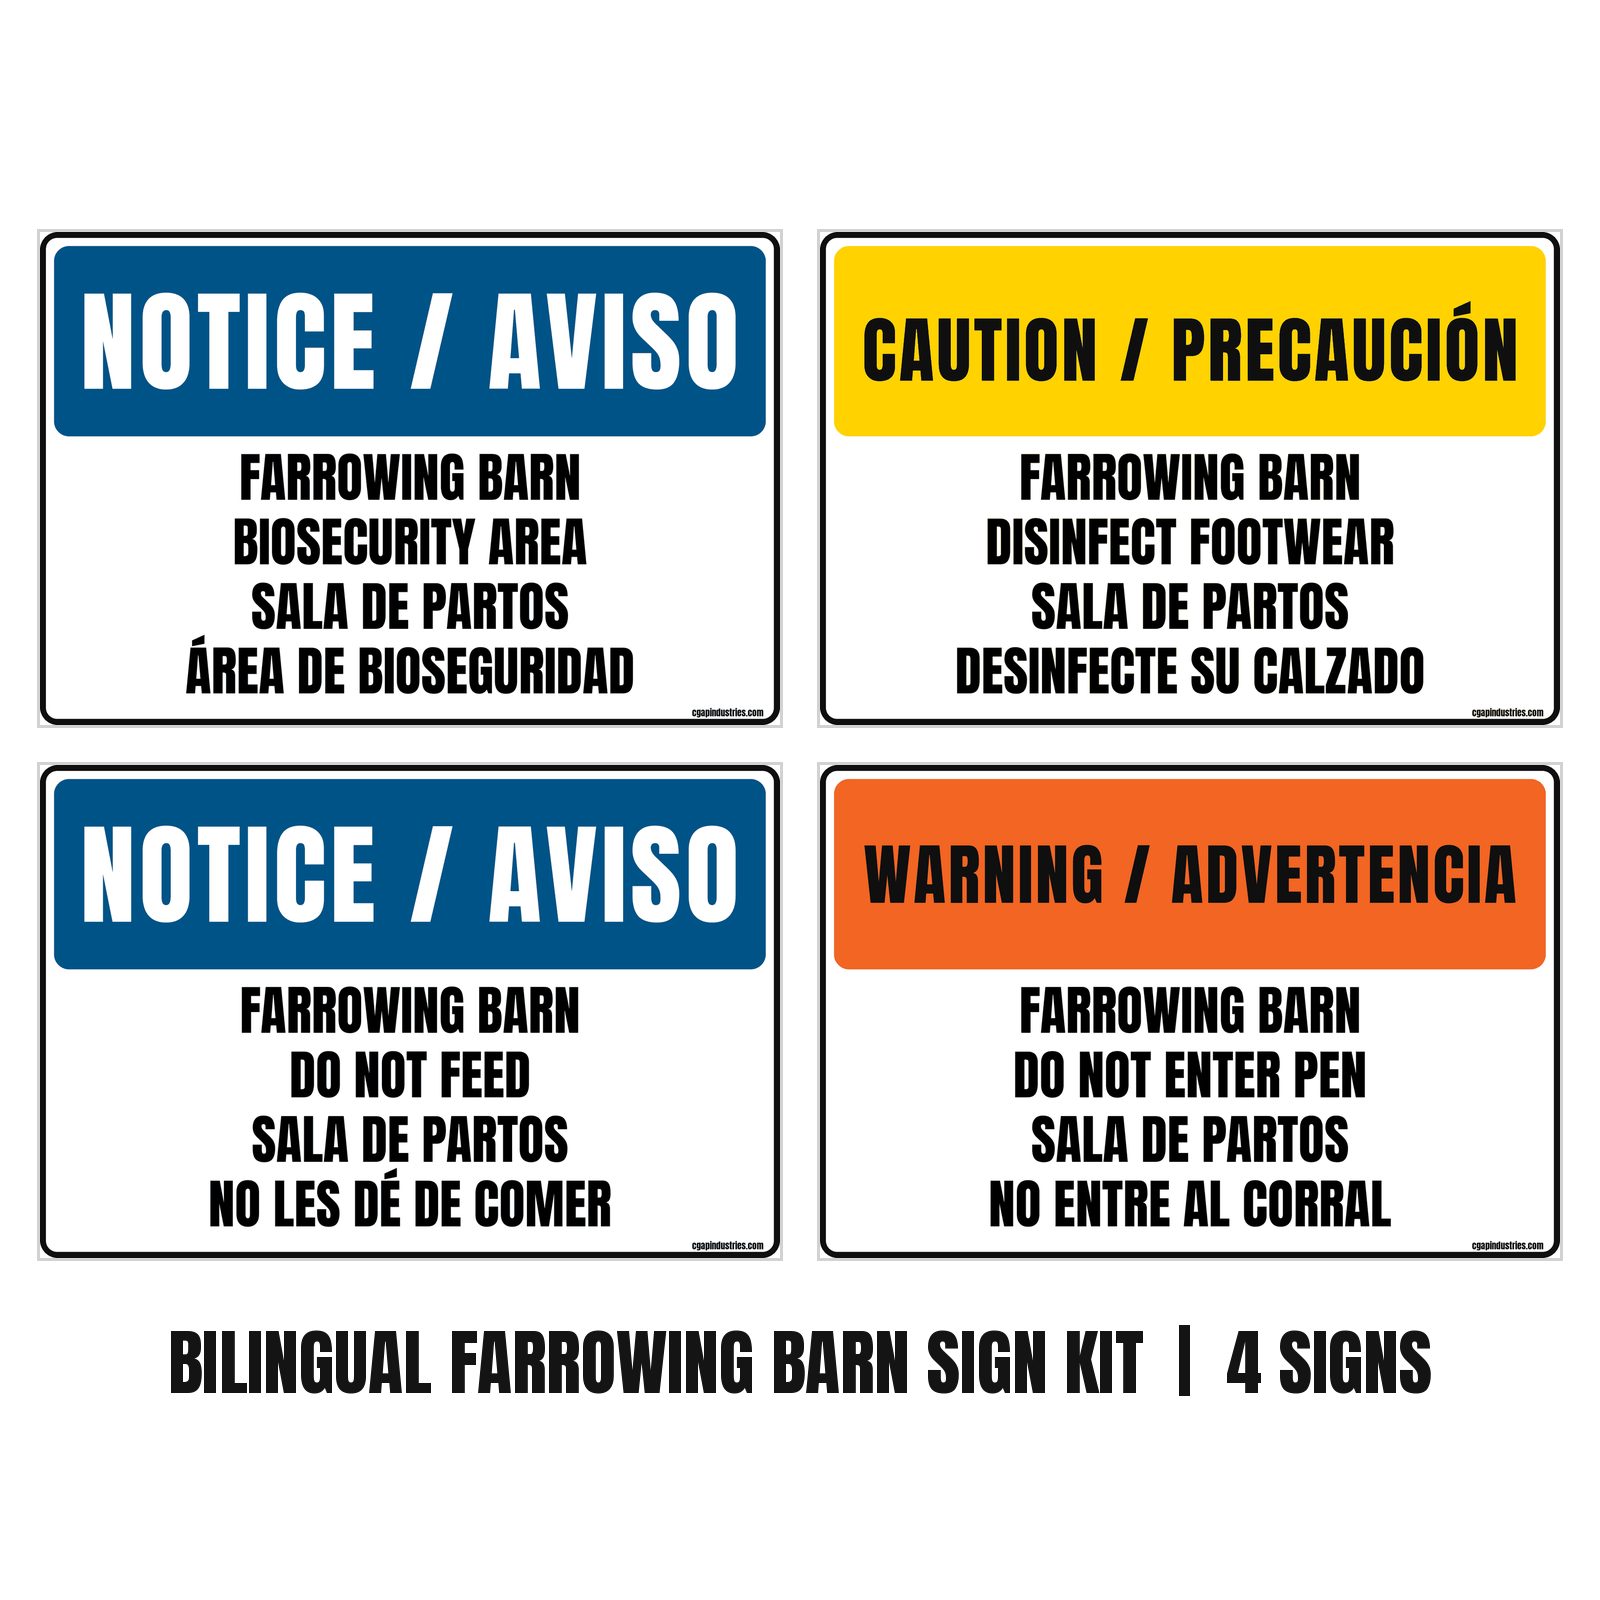 NOTICE / AVISO
FARROWING BARN
BIOSECURITY AREA
SALA DE PARTOS
ÁREA DE BIOSEGURIDAD
cgapindustries.com
CAUTION / PRECAUCIÓN
FARROWING BARN
DISINFECT FOOTWEAR
SALA DE PARTOS
DESINFECTE SU CALZADO
cgapindustries.com
NOTICE / AVISO
FARROWING BARN
DO NOT FEED
SALA DE PARTOS
NO LES DÉ DE COMER
cgapindustries.com
WARNING / ADVERTENCIA
FARROWING BARN
DO NOT ENTER PEN
SALA DE PARTOS
NO ENTRE AL CORRAL
cgapindustries.com
BILINGUAL FARROWING BARN SIGN KIT | 4 SIGNS